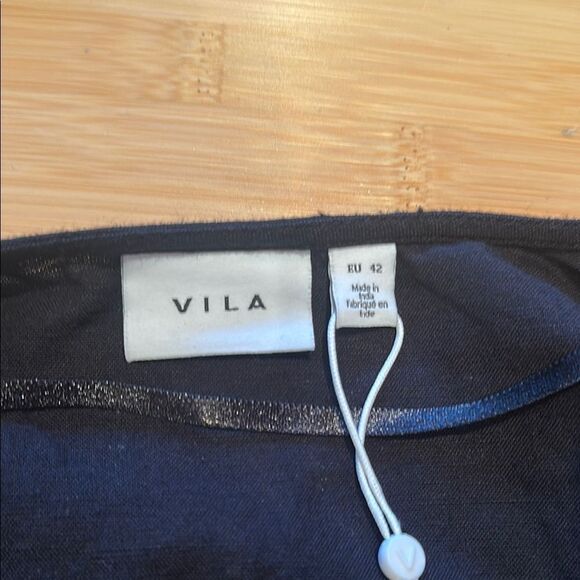 VILA
EU 42
Made in
India
Fabriqué en
Inde
V